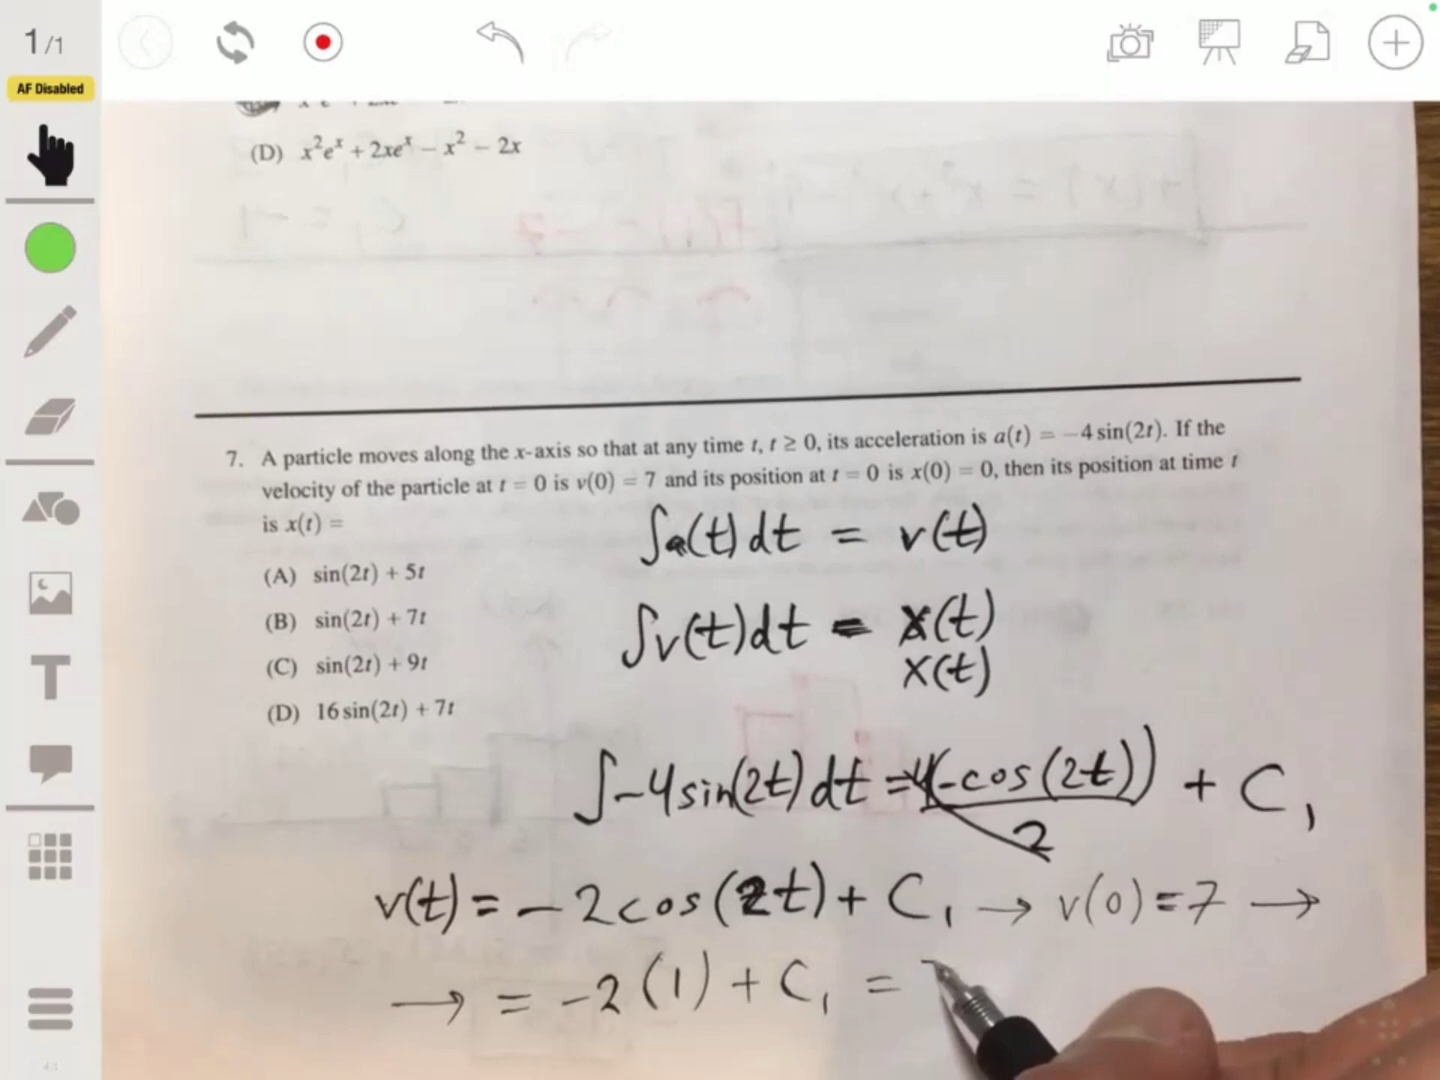 1/1
AF Disabled
(D) x²eˣ + 2xeˣ – x² – 2x
7. A particle moves along the x-axis so that at any time t, t ≥ 0, its acceleration is a(t) = –4 sin(2t). If the
velocity of the particle at t = 0 is v(0) = 7 and its position at t = 0 is x(0) = 0, then its position at time t
is x(t) =
(A) sin(2t) + 5t
(B) sin(2t) + 7t
(C) sin(2t) + 9t
(D) 16 sin(2t) + 7t
∫a(t)dt = v(t)
∫v(t)dt = x(t)
x(t)
∫-4sin(2t)dt = -4(-cos(2t))/2 + C₁
v(t) = -2cos(2t) + C₁ → v(0) = 7 →
→ = -2(1) + C₁ =
T